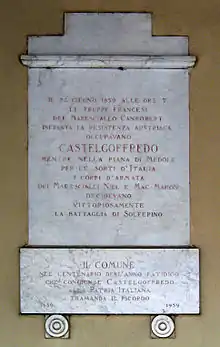 IL 24 GIUGNO 1859 ALLE ORE 7
LE TRUPPE FRANCESI
DEL MARESCIALLO CANROBERT
INFRANTA LA RESISTENZA AUSTRIACA
OCCUPAVANO
CASTELGOFFREDO
MENTRE NELLA PIANA DI MEDOLE
PER LE SORTI D'ITALIA
I CORPI D'ARMATA
DEI MARESCIALLI NIEL E MAC-MAHON
DECIDEVANO
VITTORIOSAMENTE
LA BATTAGLIA DI SOLFERINO
IL COMUNE
NEL CENTENARIO DELL'ANNO FATIDICO
CHE CONGIUNSE CASTELGOFFREDO
ALLA PATRIA ITALIANA
TRAMANDA IL RICORDO
1859 1959